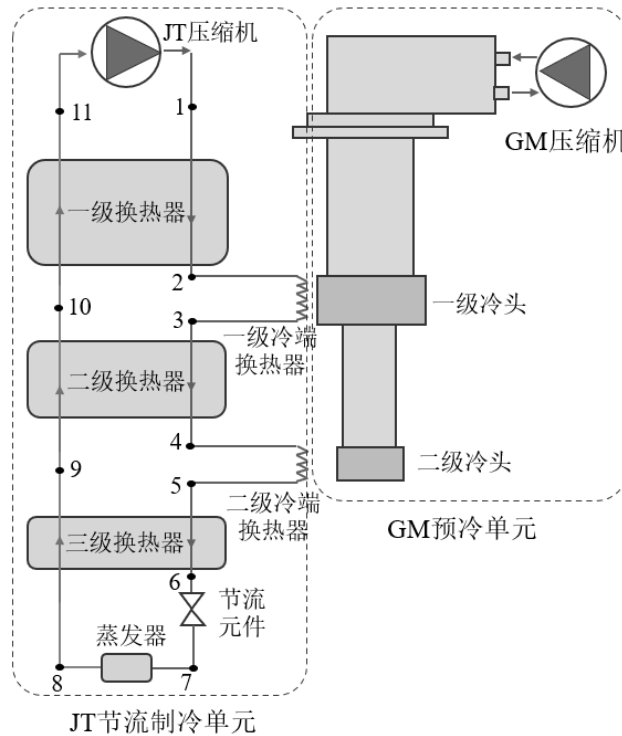 JT压缩机
1
11
GM压缩机
一级换热器
2
10
3
一级冷端
换热器
一级冷头
二级换热器
4
9
5
二级冷端
换热器
二级冷头
GM预冷单元
三级换热器
6
节流
元件
蒸发器
8
7
JT节流制冷单元